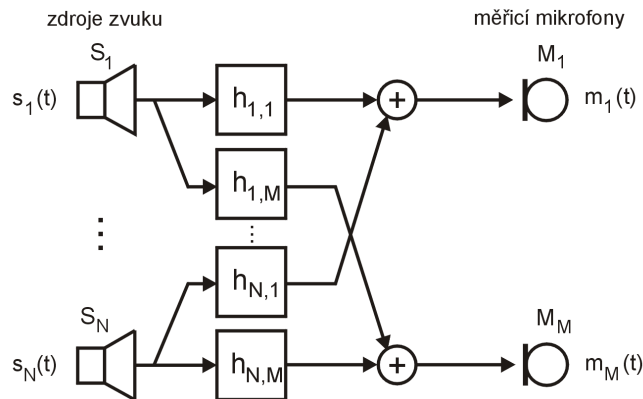 zdroje zvuku
měřicí mikrofony
S1
M1
s1(t)
h1,1
+
m1(t)
h1,M
hN,1
SN
MM
sN(t)
hN,M
+
mM(t)